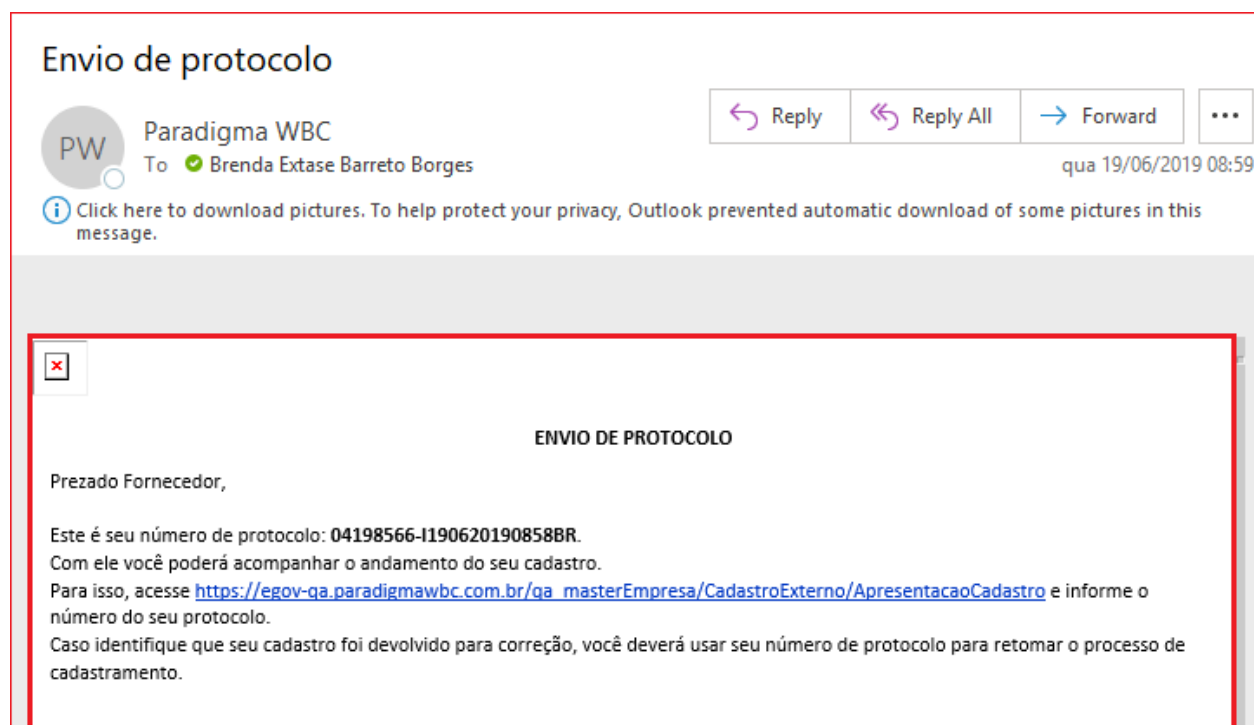 Envio de protocolo
Reply
Reply All
Forward
PW
Paradigma WBC
To Brenda Extase Barreto Borges
qua 19/06/2019 08:59
Click here to download pictures. To help protect your privacy, Outlook prevented automatic download of some pictures in this
message.
ENVIO DE PROTOCOLO
Prezado Fornecedor,
Este é seu número de protocolo: 04198566-I190620190858BR.
Com ele você poderá acompanhar o andamento do seu cadastro.
Para isso, acesse https://egov-qa.paradigmawbc.com.br/qa_masterEmpresa/CadastroExterno/ApresentacaoCadastro e informe o
número do seu protocolo.
Caso identifique que seu cadastro foi devolvido para correção, você deverá usar seu número de protocolo para retomar o processo de
cadastramento.